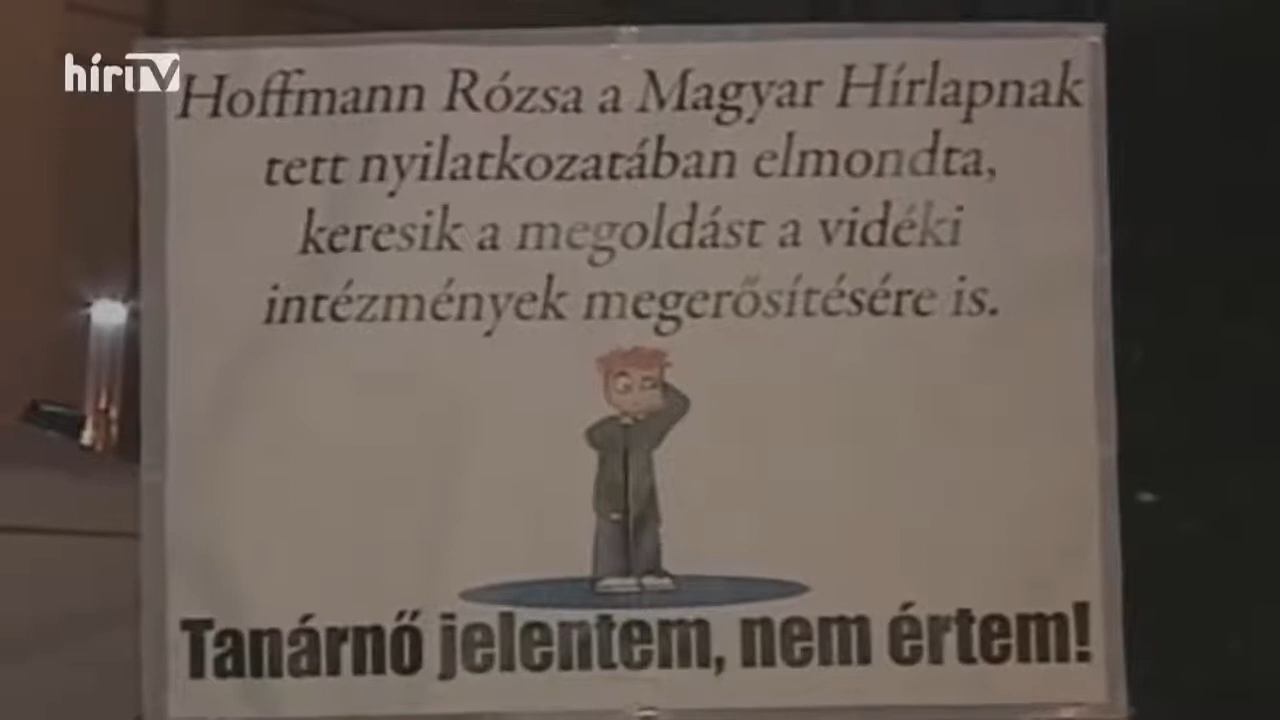 hírTV
Hoffmann Rózsa a Magyar Hírlapnak
tett nyilatkozatában elmondta,
keresik a megoldást a vidéki
intézmények megerősítésére is.
Tanárnő jelentem, nem értem!